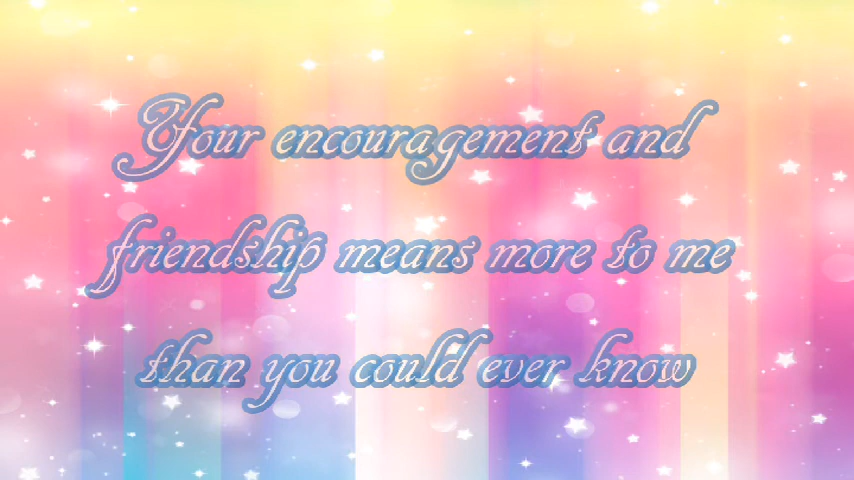 Your encouragement and
friendship means more to me
than you could ever know